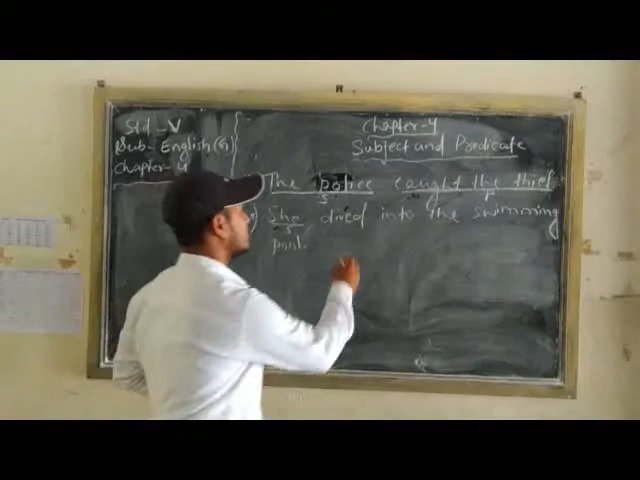 Std - V
Sub- English (G)
Chapter - 4
Chapter-4
Subject and Predicate
The police caught the thief.
S P
She dived into the swimming
S
pool.